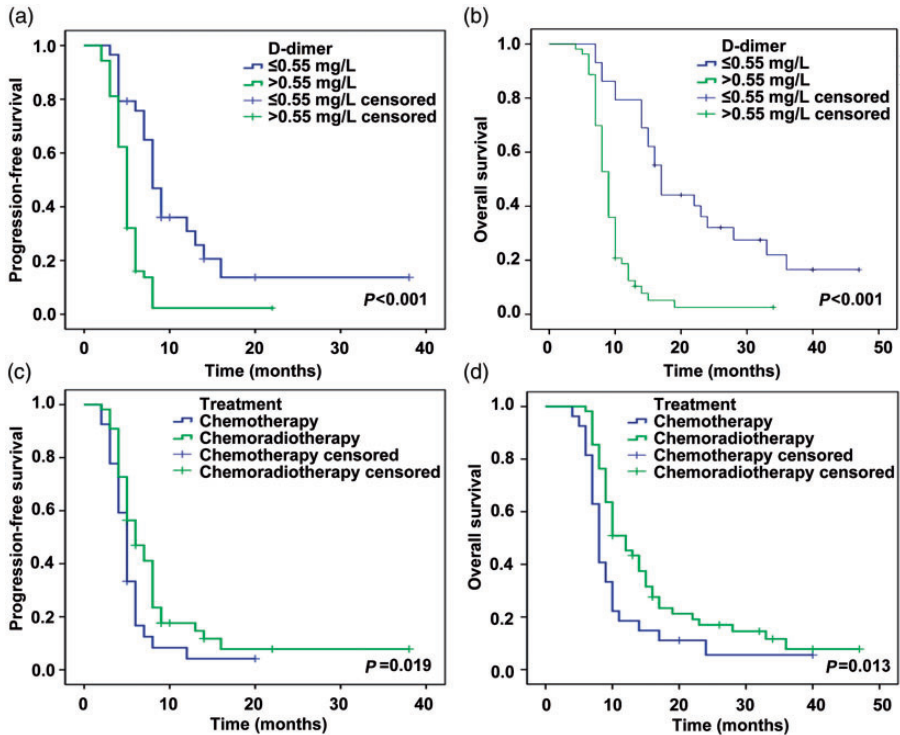 (a)
D-dimer
≤0.55 mg/L
>0.55 mg/L
≤0.55 mg/L censored
>0.55 mg/L censored
Progression-free survival
1.0
0.8
0.6
0.4
0.2
0.0
P<0.001
0 10 20 30 40
Time (months)
(b)
D-dimer
≤0.55 mg/L
>0.55 mg/L
≤0.55 mg/L censored
>0.55 mg/L censored
Overall survival
1.0
0.8
0.6
0.4
0.2
0.0
P<0.001
0 10 20 30 40 50
Time (months)
(c)
Treatment
Chemotherapy
Chemoradiotherapy
Chemotherapy censored
Chemoradiotherapy censored
Progression-free survival
1.0
0.8
0.6
0.4
0.2
0.0
P=0.019
0 10 20 30 40
Time (months)
(d)
Treatment
Chemotherapy
Chemoradiotherapy
Chemotherapy censored
Chemoradiotherapy censored
Overall survival
1.0
0.8
0.6
0.4
0.2
0.0
P=0.013
0 10 20 30 40 50
Time (months)